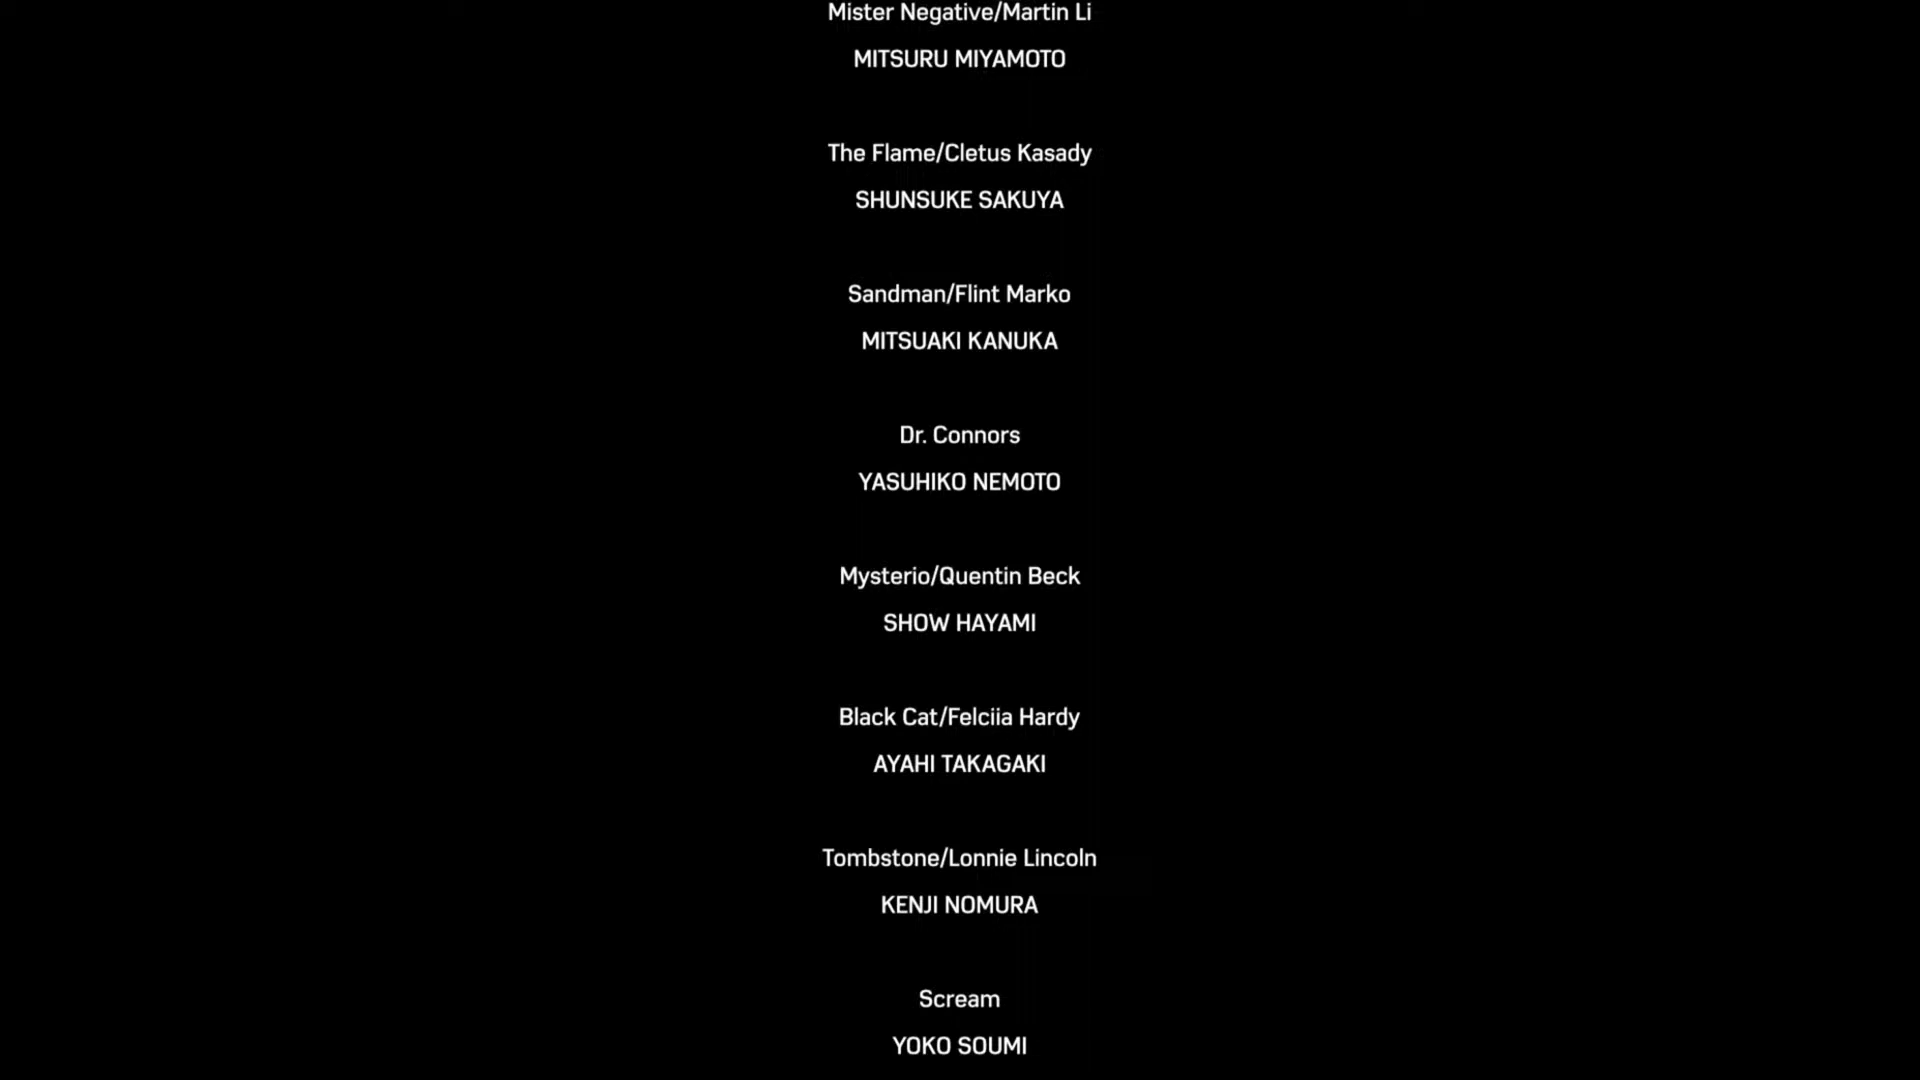 Mister Negative/Martin Li
MITSURU MIYAMOTO
The Flame/Cletus Kasady
SHUNSUKE SAKUYA
Sandman/Flint Marko
MITSUAKI KANUKA
Dr. Connors
YASUHIKO NEMOTO
Mysterio/Quentin Beck
SHOW HAYAMI
Black Cat/Felciia Hardy
AYAHI TAKAGAKI
Tombstone/Lonnie Lincoln
KENJI NOMURA
Scream
YOKO SOUMI